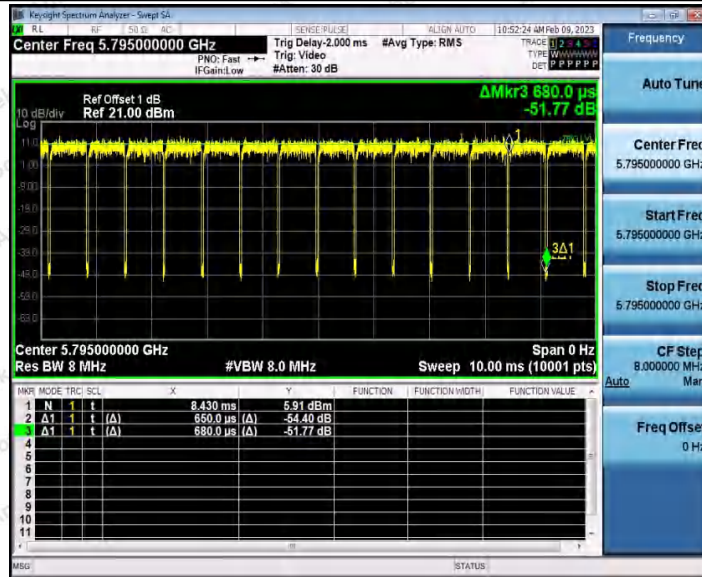 Keysight Spectrum Analyzer - Swept SA
RL RF 50 Ω AC SENSE:PULSE ALIGN AUTO 10:52:24 AM Feb 09, 2023
Center Freq 5.795000000 GHz
PNO: Fast
IFGain:Low
Trig Delay-2.000 ms
Trig: Video
#Atten: 30 dB
#Avg Type: RMS
TRACE 1 2 3 4 5 6
TYPE WWWWWW
DET P P P P P P
ΔMkr3 680.0 µs
-51.77 dB
10 dB/div
Log
Ref Offset 1 dB
Ref 21.00 dBm
11.0
1.00
-9.00
-19.0
-29.0
-39.0
-49.0
-59.0
-69.0
1
3Δ1
Center 5.795000000 GHz Span 0 Hz
Res BW 8 MHz #VBW 8.0 MHz Sweep 10.00 ms (10001 pts)
MKR MODE TRC SCL X Y FUNCTION FUNCTION WIDTH FUNCTION VALUE
1 N 1 t 8.430 ms 5.91 dBm
2 Δ1 1 t (Δ) 650.0 µs (Δ) -54.40 dB
3 Δ1 1 t (Δ) 680.0 µs (Δ) -51.77 dB
4
5
6
7
8
9
10
11
MSG STATUS
Frequency
Auto Tune
Center Freq
5.795000000 GHz
Start Freq
5.795000000 GHz
Stop Freq
5.795000000 GHz
CF Step
8.000000 MHz
Auto Man
Freq Offset
0 Hz